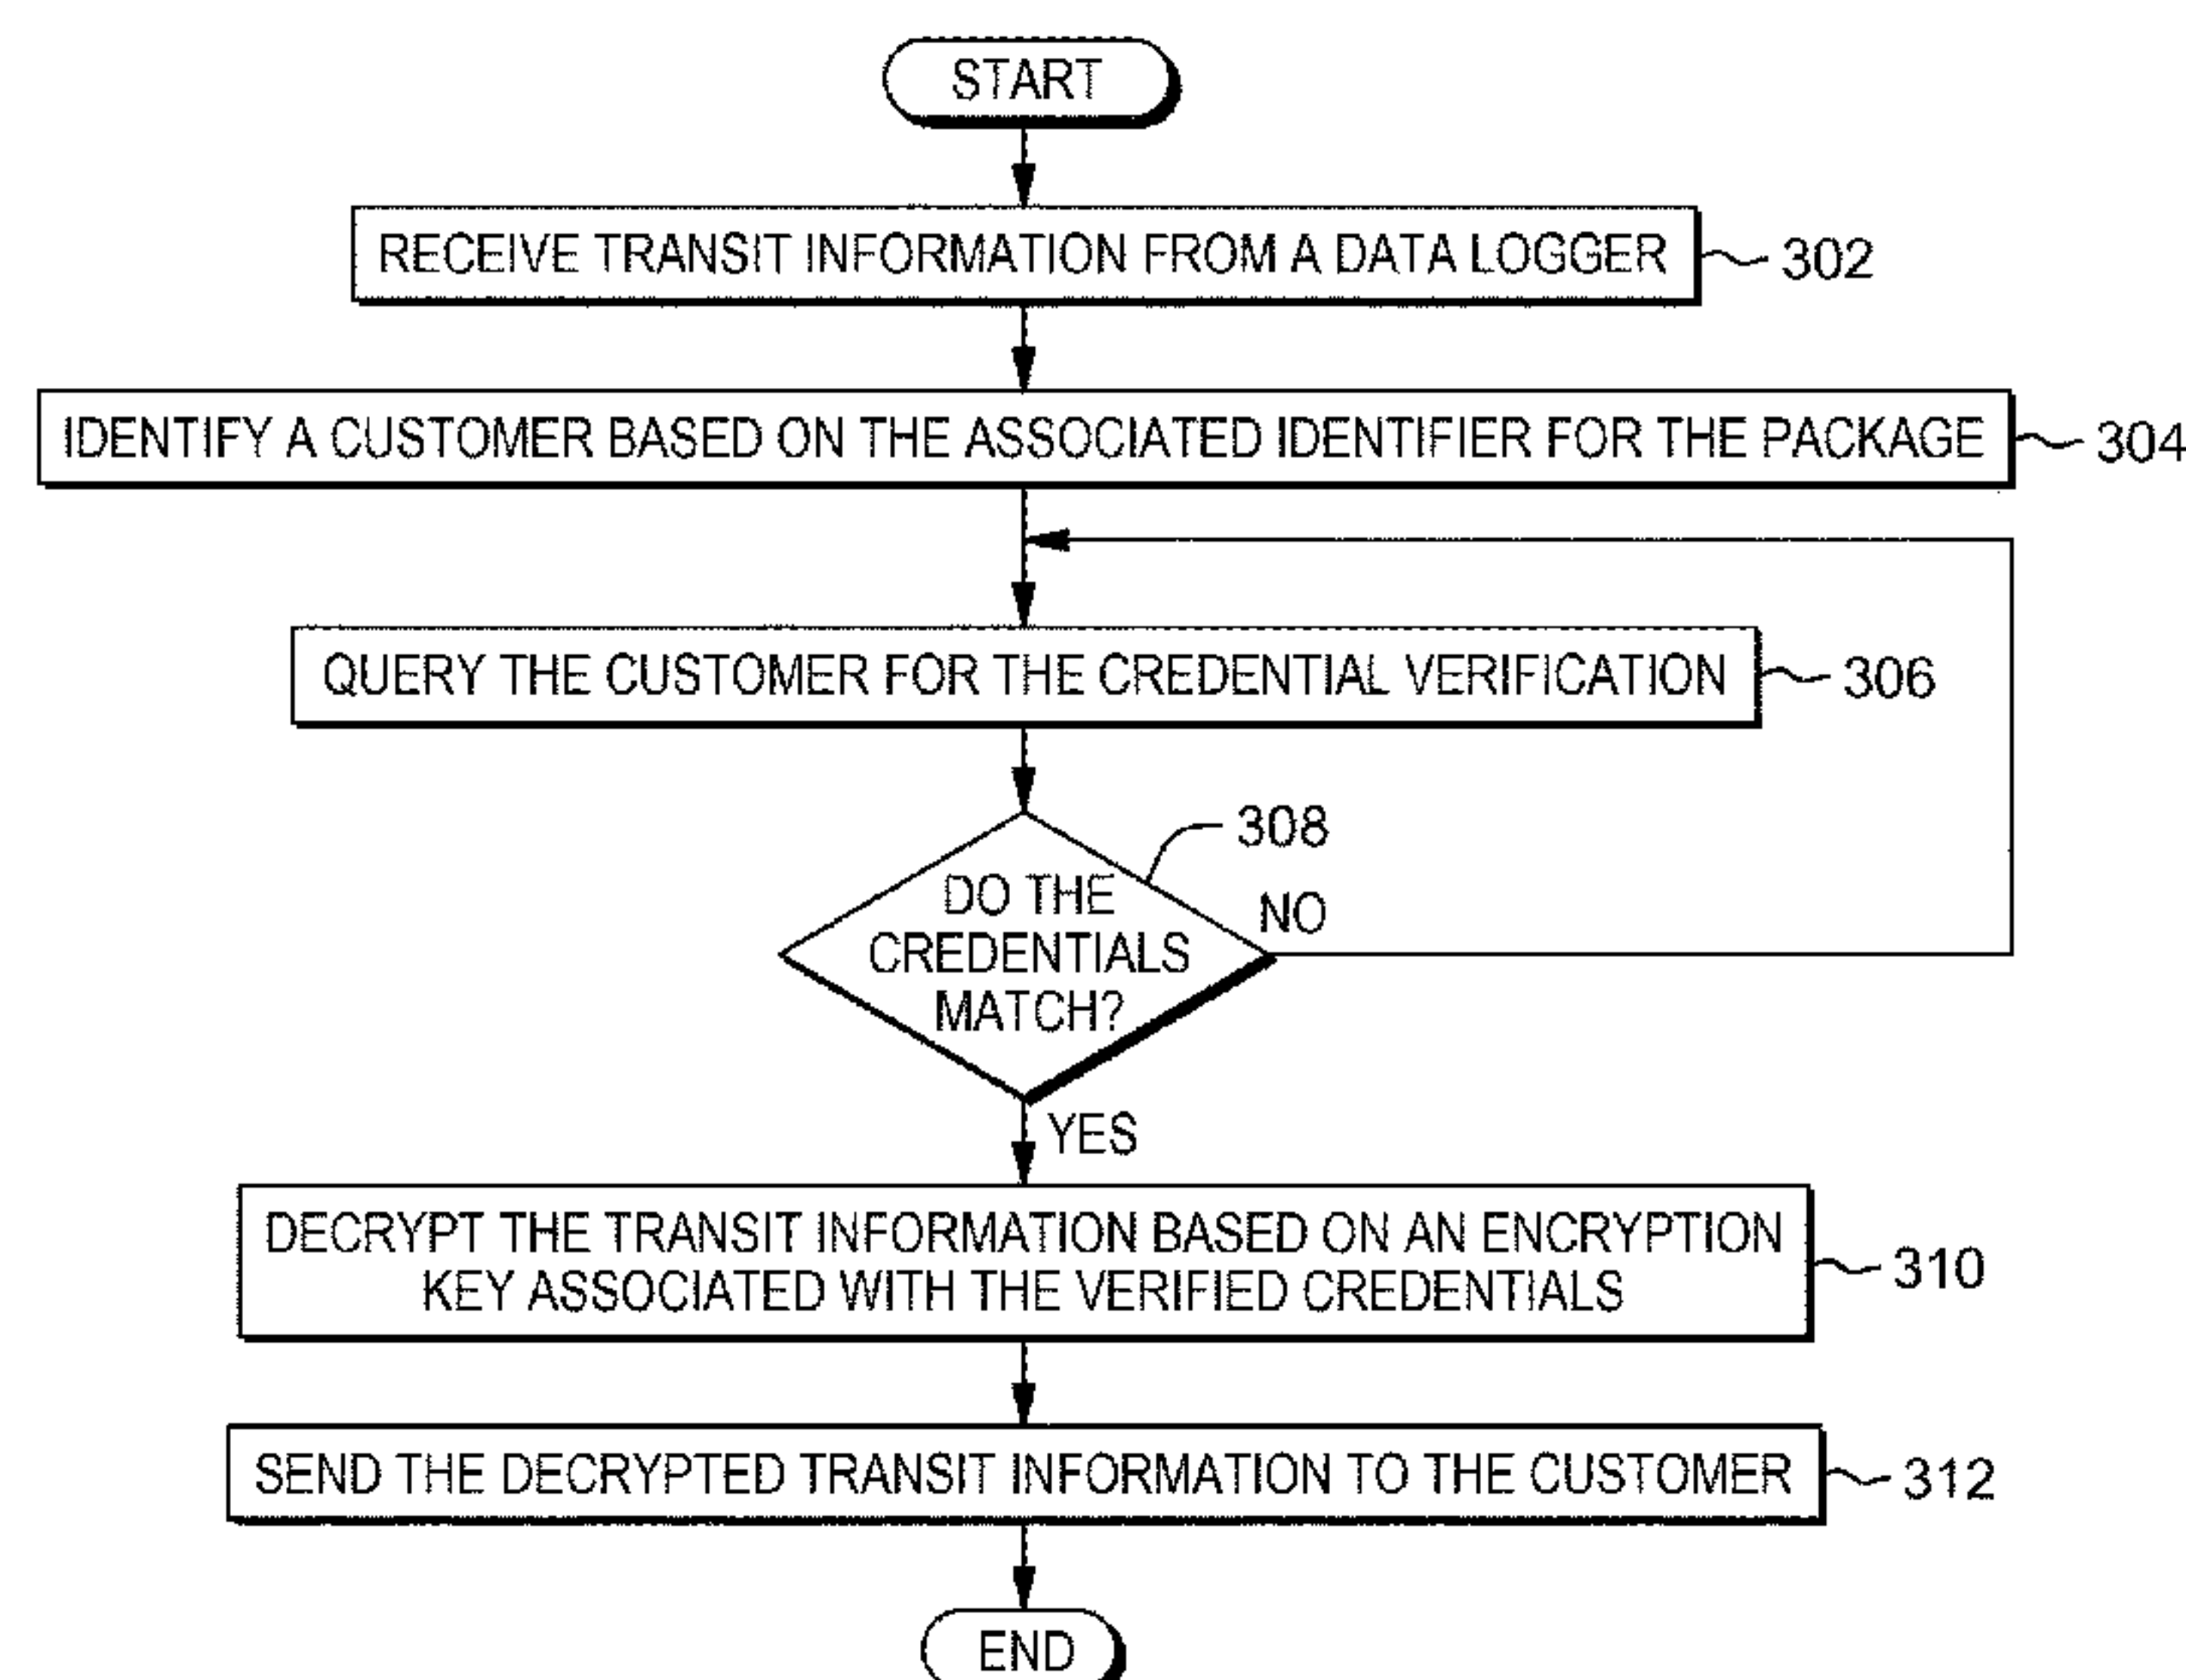 START
RECEIVE TRANSIT INFORMATION FROM A DATA LOGGER
302
IDENTIFY A CUSTOMER BASED ON THE ASSOCIATED IDENTIFIER FOR THE PACKAGE
304
QUERY THE CUSTOMER FOR THE CREDENTIAL VERIFICATION
306
308
DO THE
CREDENTIALS
MATCH?
NO
YES
DECRYPT THE TRANSIT INFORMATION BASED ON AN ENCRYPTION
KEY ASSOCIATED WITH THE VERIFIED CREDENTIALS
310
SEND THE DECRYPTED TRANSIT INFORMATION TO THE CUSTOMER
312
END